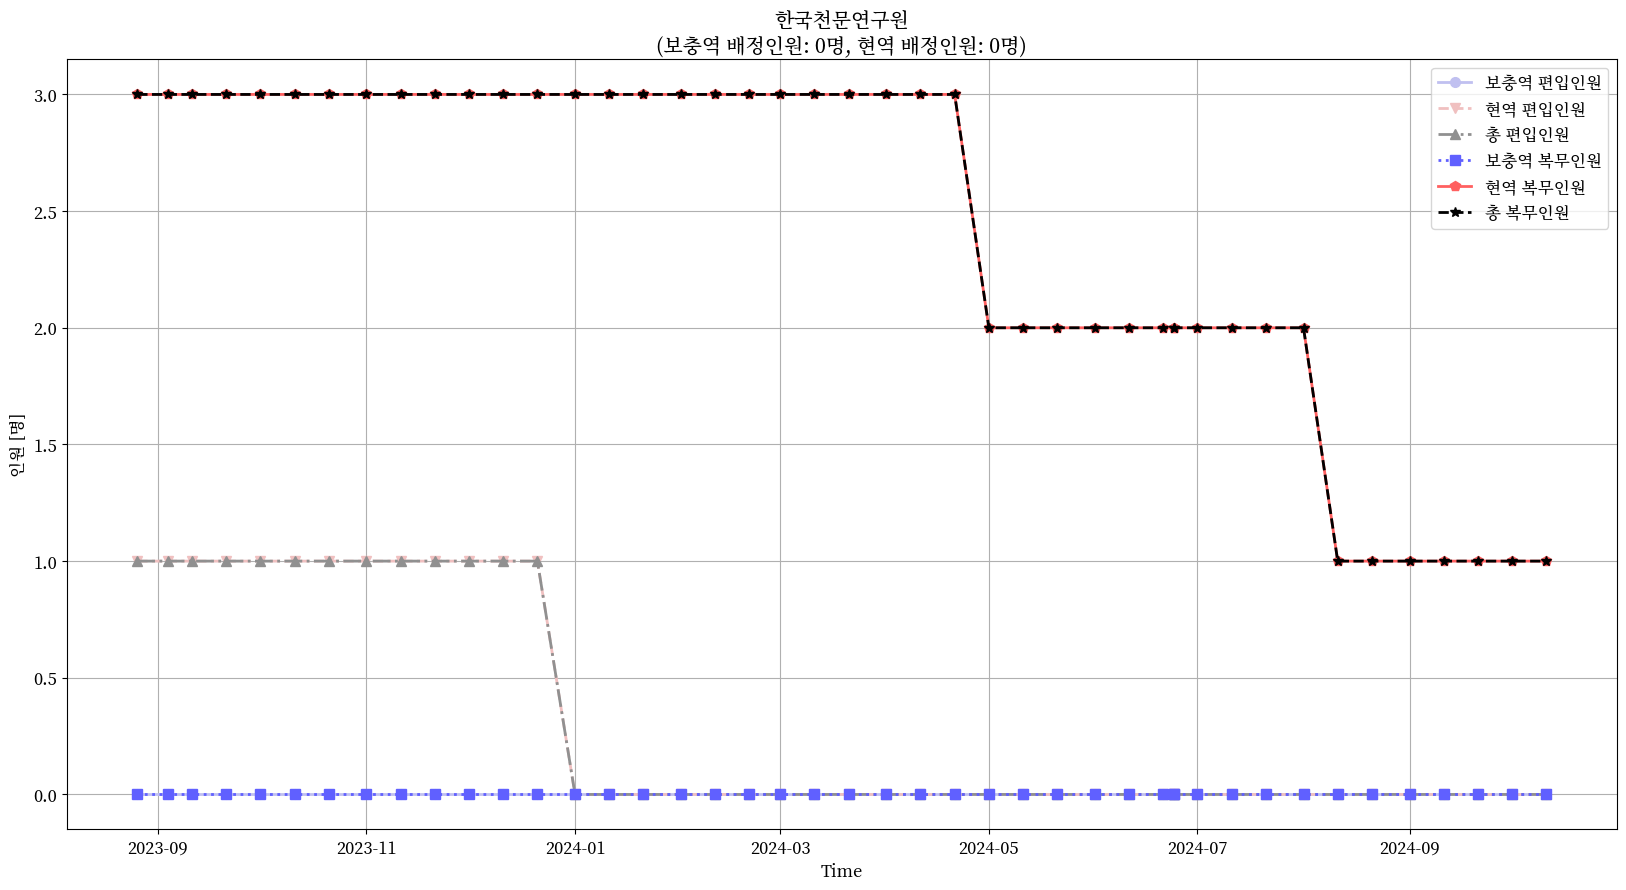 한국천문연구원
(보충역 배정인원: 0명, 현역 배정인원: 0명)
보충역 편입인원
현역 편입인원
총 편입인원
보충역 복무인원
현역 복무인원
총 복무인원
인원 [명]
3.0
2.5
2.0
1.5
1.0
0.5
0.0
2023-09
2023-11
2024-01
2024-03
2024-05
2024-07
2024-09
Time